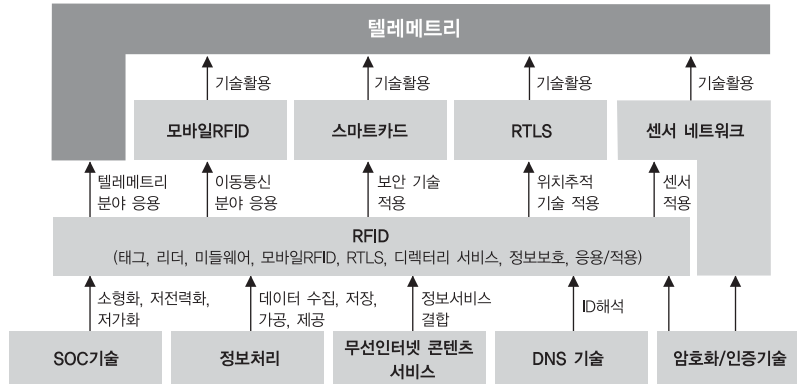 텔레메트리
기술활용
기술활용
기술활용
기술활용
모바일RFID
스마트카드
RTLS
센서 네트워크
텔레메트리
분야 응용
이동통신
분야 응용
보안 기술
적용
위치추적
기술 적용
센서
적용
RFID
(태그, 리더, 미들웨어, 모바일RFID, RTLS, 디렉터리 서비스, 정보보호, 응용/적용)
소형화, 저전력화,
저가화
데이터 수집, 저장,
가공, 제공
정보서비스
결합
ID해석
SOC기술
정보처리
무선인터넷 콘텐츠
서비스
DNS 기술
암호화/인증기술